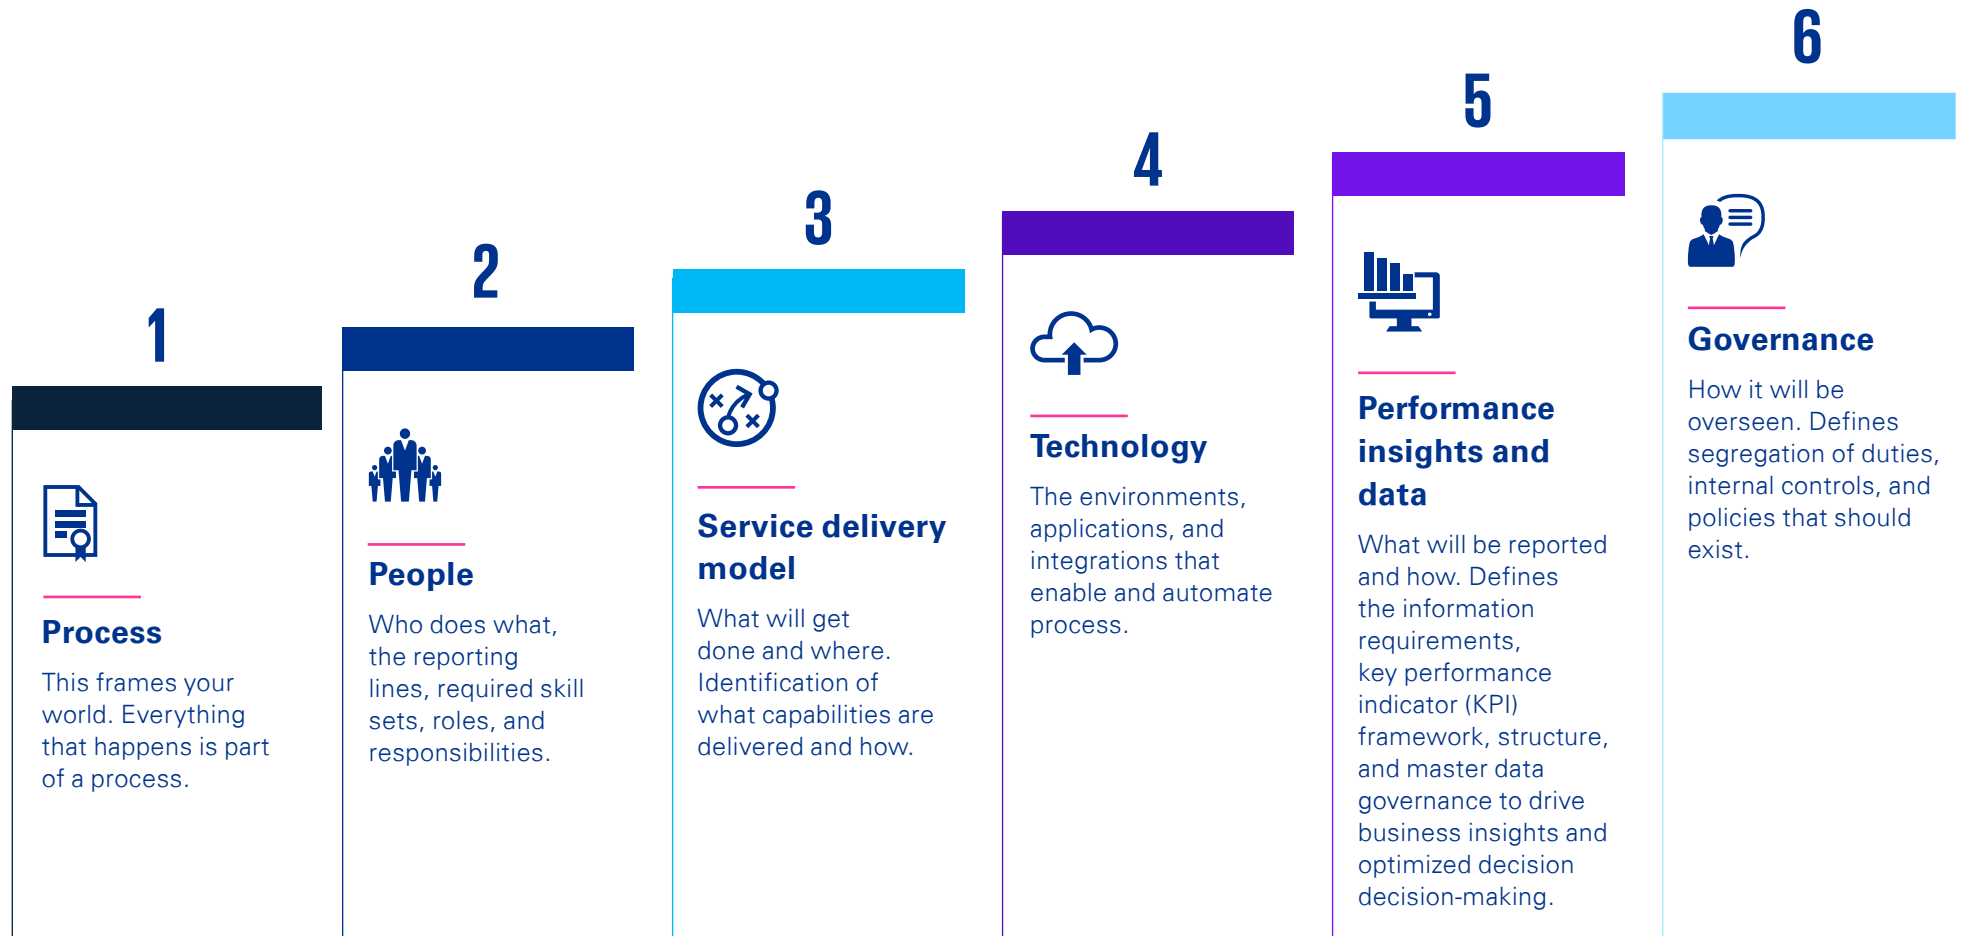 1
Process
This frames your
world. Everything
that happens is part
of a process.
2
People
Who does what,
the reporting
lines, required skill
sets, roles, and
responsibilities.
3
Service delivery
model
What will get
done and where.
Identification of
what capabilities are
delivered and how.
4
Technology
The environments,
applications, and
integrations that
enable and automate
process.
5
Performance
insights and
data
What will be reported
and how. Defines
the information
requirements,
key performance
indicator (KPI)
framework, structure,
and master data
governance to drive
business insights and
optimized decision
decision-making.
6
Governance
How it will be
overseen. Defines
segregation of duties,
internal controls, and
policies that should
exist.